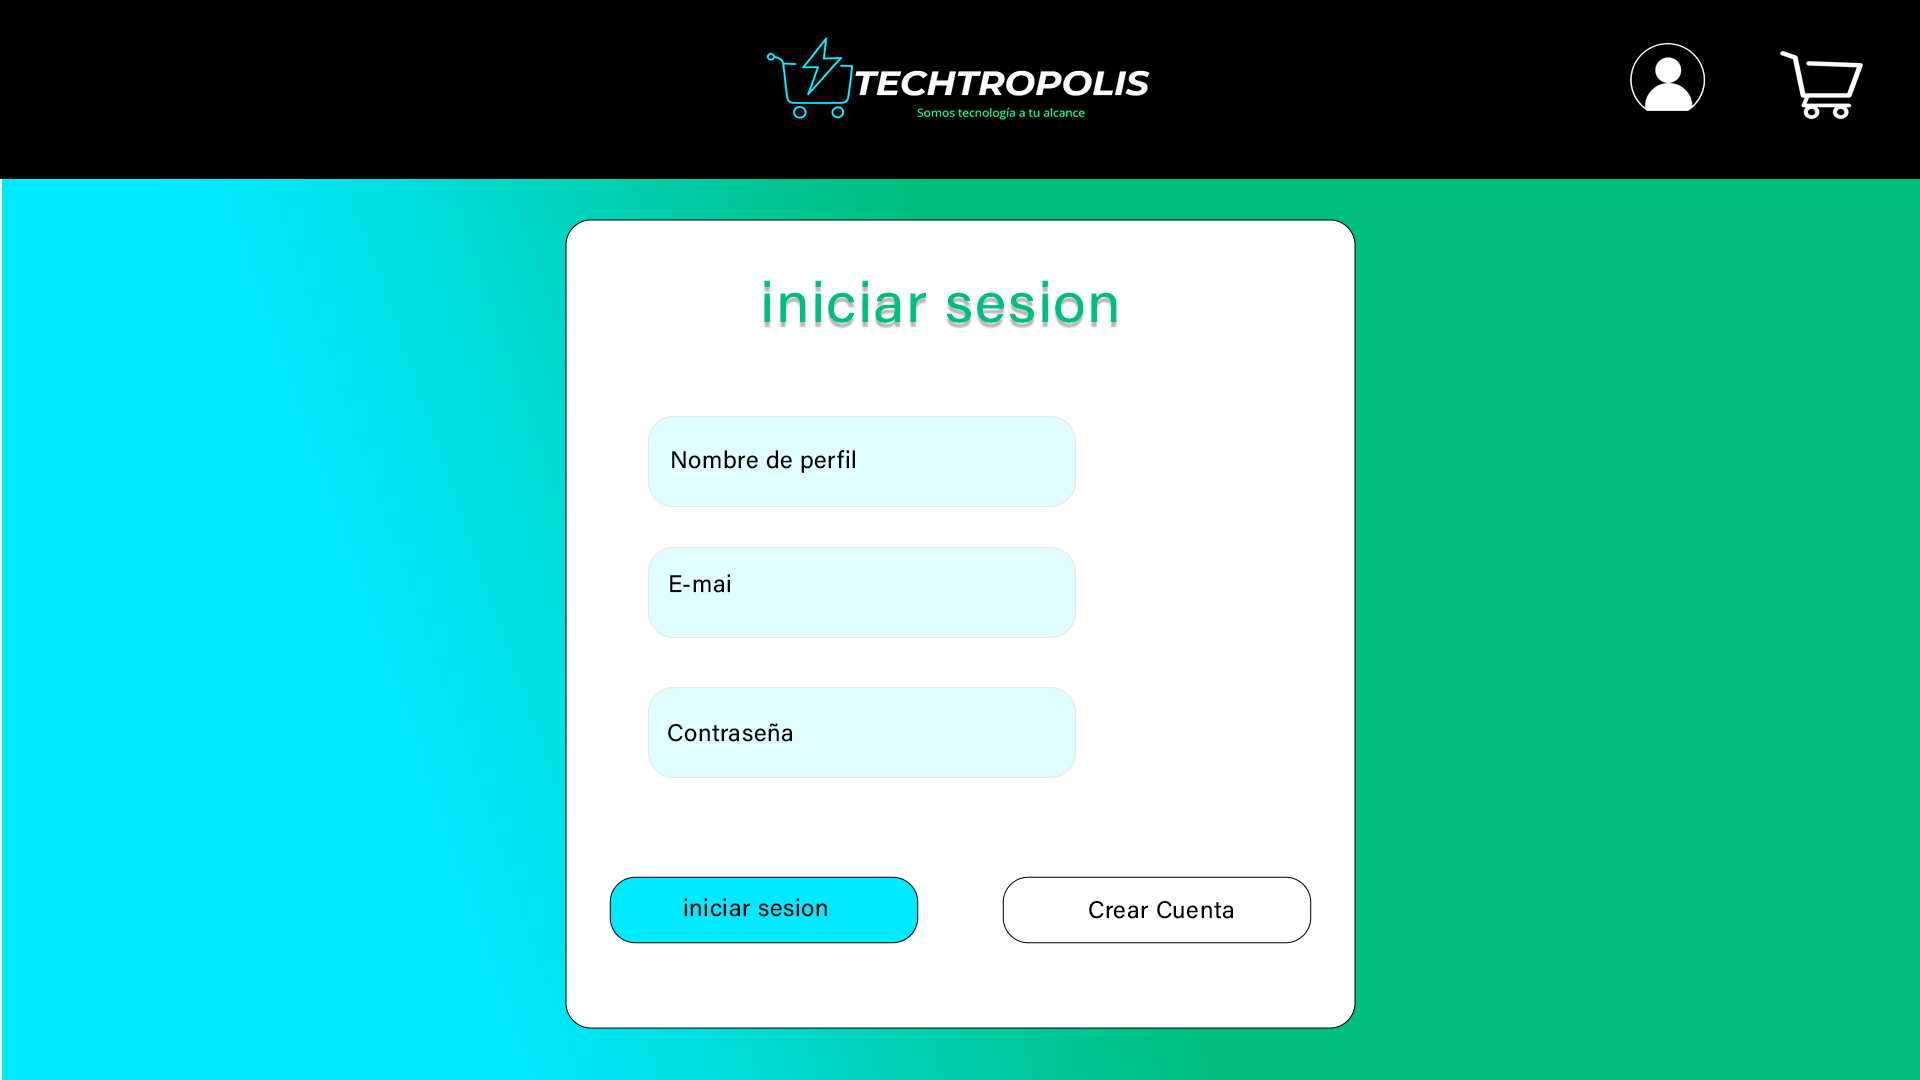 TECHTROPOLIS
Somos tecnología a tu alcance
iniciar sesion
Nombre de perfil
E-mai
Contraseña
iniciar sesion
Crear Cuenta